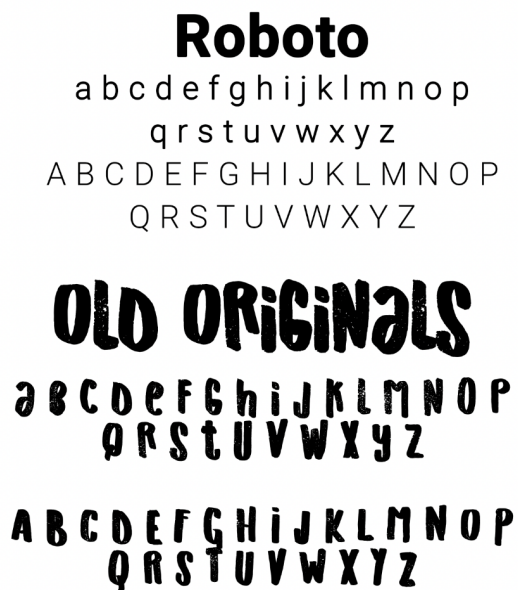 Roboto
a b c d e f g h i j k l m n o p
q r s t u v w x y z
A B C D E F G H I J K L M N O P
Q R S T U V W X Y Z
OLD ORiGiNaLS
a B C D e F G h i J K L M N O P
Q R S t U V W X y Z
A B C D E F G H i J K L M N O P
Q R S T U V W X Y Z